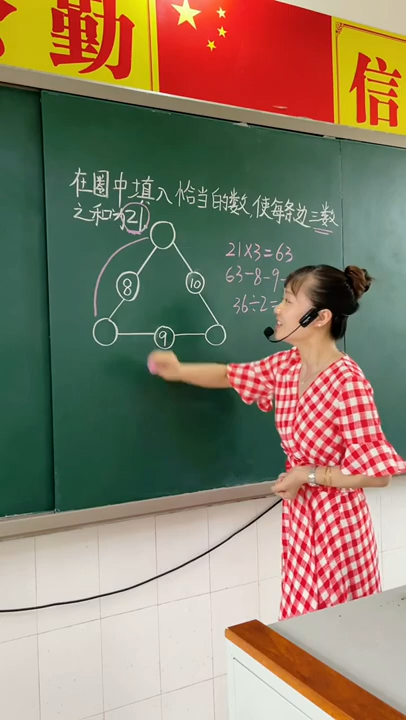 勤
信
在圈中填入恰当的数,使每条边三数
之和为21
21×3=63
63-8-9-
36÷2=
8
10
9